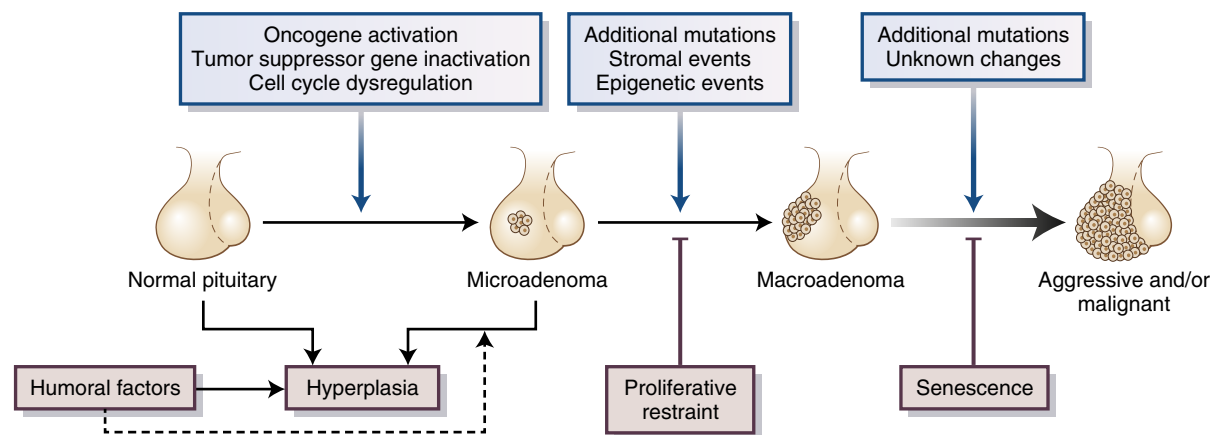 Oncogene activation
Tumor suppressor gene inactivation
Cell cycle dysregulation
Additional mutations
Stromal events
Epigenetic events
Additional mutations
Unknown changes
Normal pituitary
Microadenoma
Macroadenoma
Aggressive and/or
malignant
Humoral factors
Hyperplasia
Proliferative
restraint
Senescence